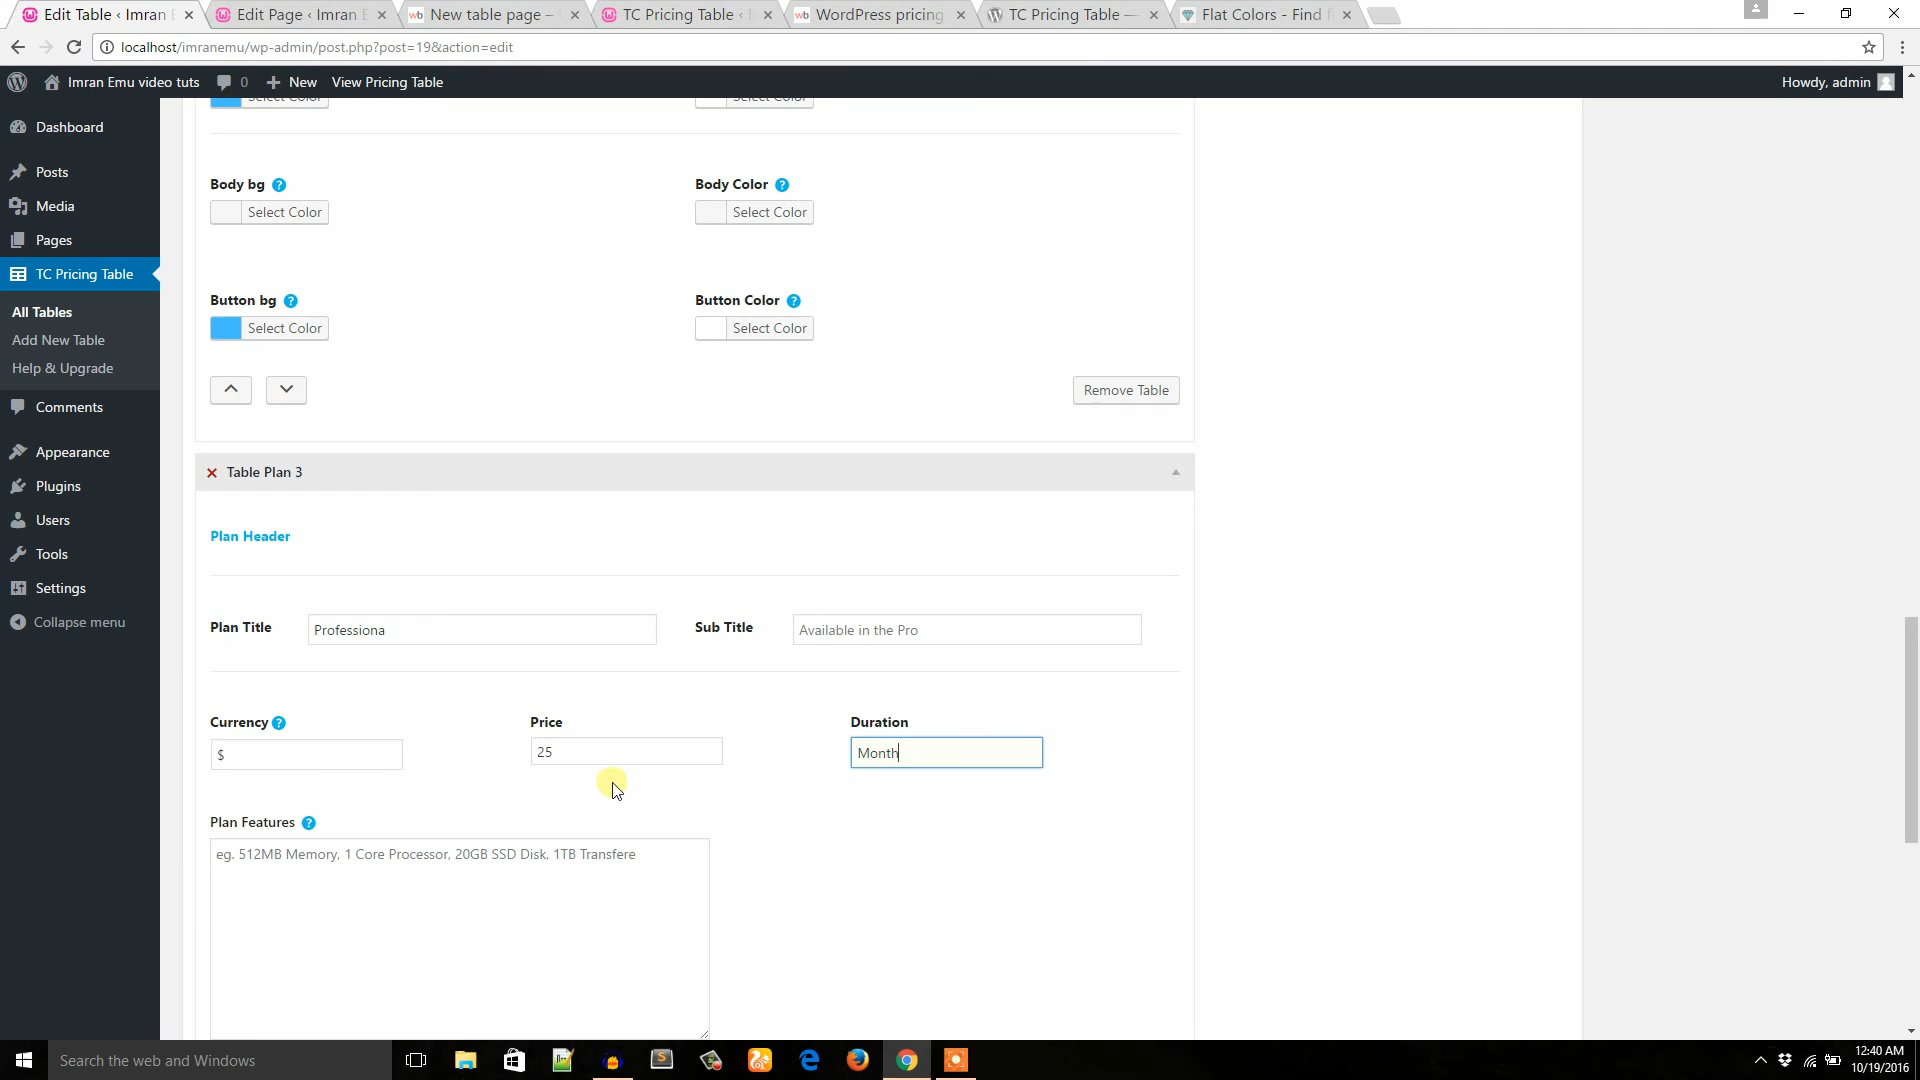 Edit Table ‹ Imran E
Edit Page ‹ Imran E
New table page –
TC Pricing Table ‹ I
WordPress pricing
TC Pricing Table —
Flat Colors - Find f
localhost/imranemu/wp-admin/post.php?post=19&action=edit
Imran Emu video tuts
0
New
View Pricing Table
Howdy, admin
Dashboard
Posts
Media
Pages
TC Pricing Table
All Tables
Add New Table
Help & Upgrade
Comments
Appearance
Plugins
Users
Tools
Settings
Collapse menu
Select Color
Select Color
Body bg ?
Body Color ?
Select Color
Select Color
Button bg ?
Button Color ?
Select Color
Select Color
Remove Table
Table Plan 3
Plan Header
Plan Title
Professiona
Sub Title
Available in the Pro
Currency ?
Price
Duration
$
25
Month
Plan Features ?
eg. 512MB Memory, 1 Core Processor, 20GB SSD Disk, 1TB Transfere
Search the web and Windows
12:40 AM
10/19/2016